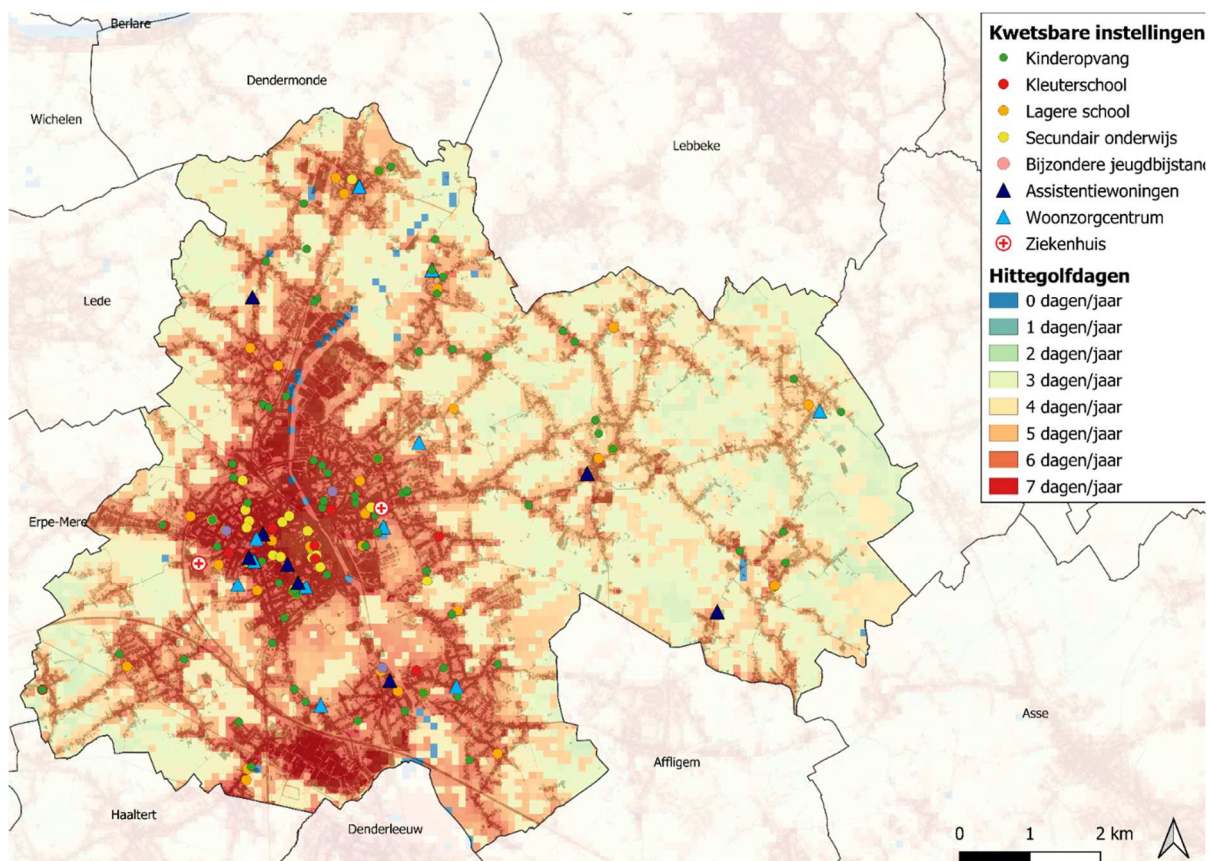 Berlare
Dendermonde
Wichelen
Lebbeke
Lede
Erpe-Mere
Haaltert
Denderleeuw
Affligem
Asse
Kwetsbare instellingen
Kinderopvang
Kleuterschool
Lagere school
Secundair onderwijs
Bijzondere jeugdbijstand
Assistentiewoningen
Woonzorgcentrum
Ziekenhuis
Hittegolfdagen
0 dagen/jaar
1 dagen/jaar
2 dagen/jaar
3 dagen/jaar
4 dagen/jaar
5 dagen/jaar
6 dagen/jaar
7 dagen/jaar
0 1 2 km